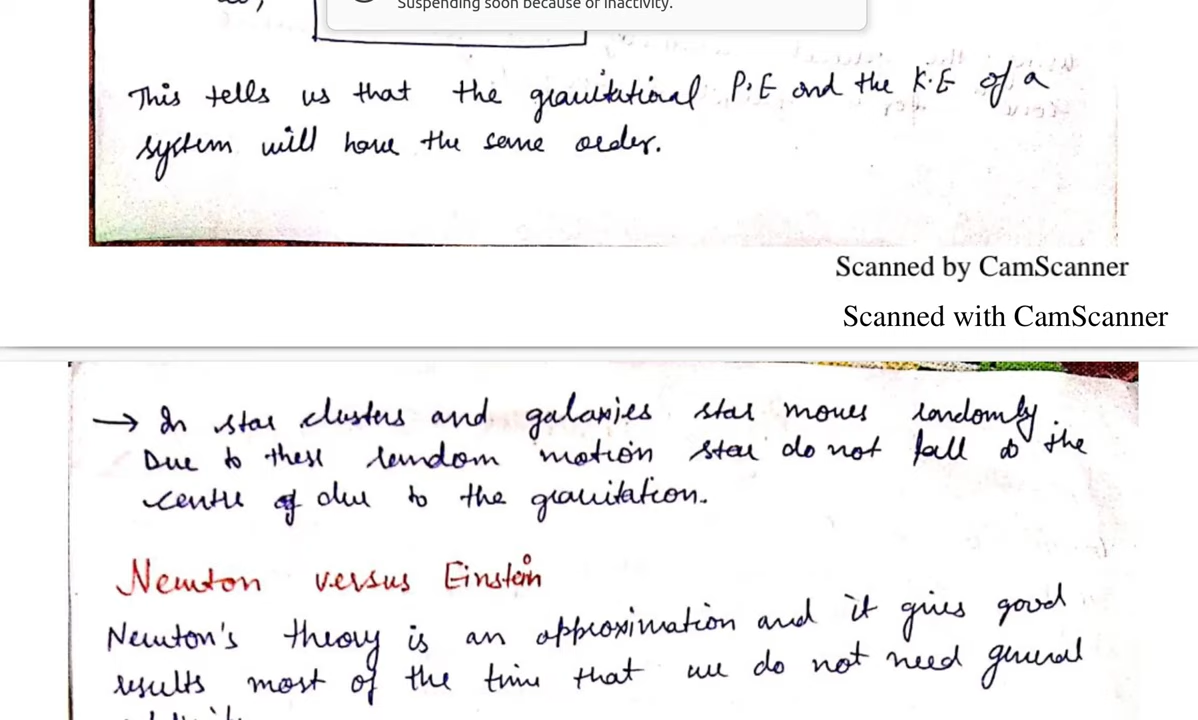 Suspending soon because of inactivity.
This tells us that the gravitational P.E and the K.E of a
system will have the same order.
Scanned by CamScanner
Scanned with CamScanner
→ In star clusters and galaxies star moves randomly.
Due to these random motion star do not fall to the
centre of due to the gravitation.
Newton versus Einstein
Newton's theory is an approximation and it gives good
results most of the time that we do not need general